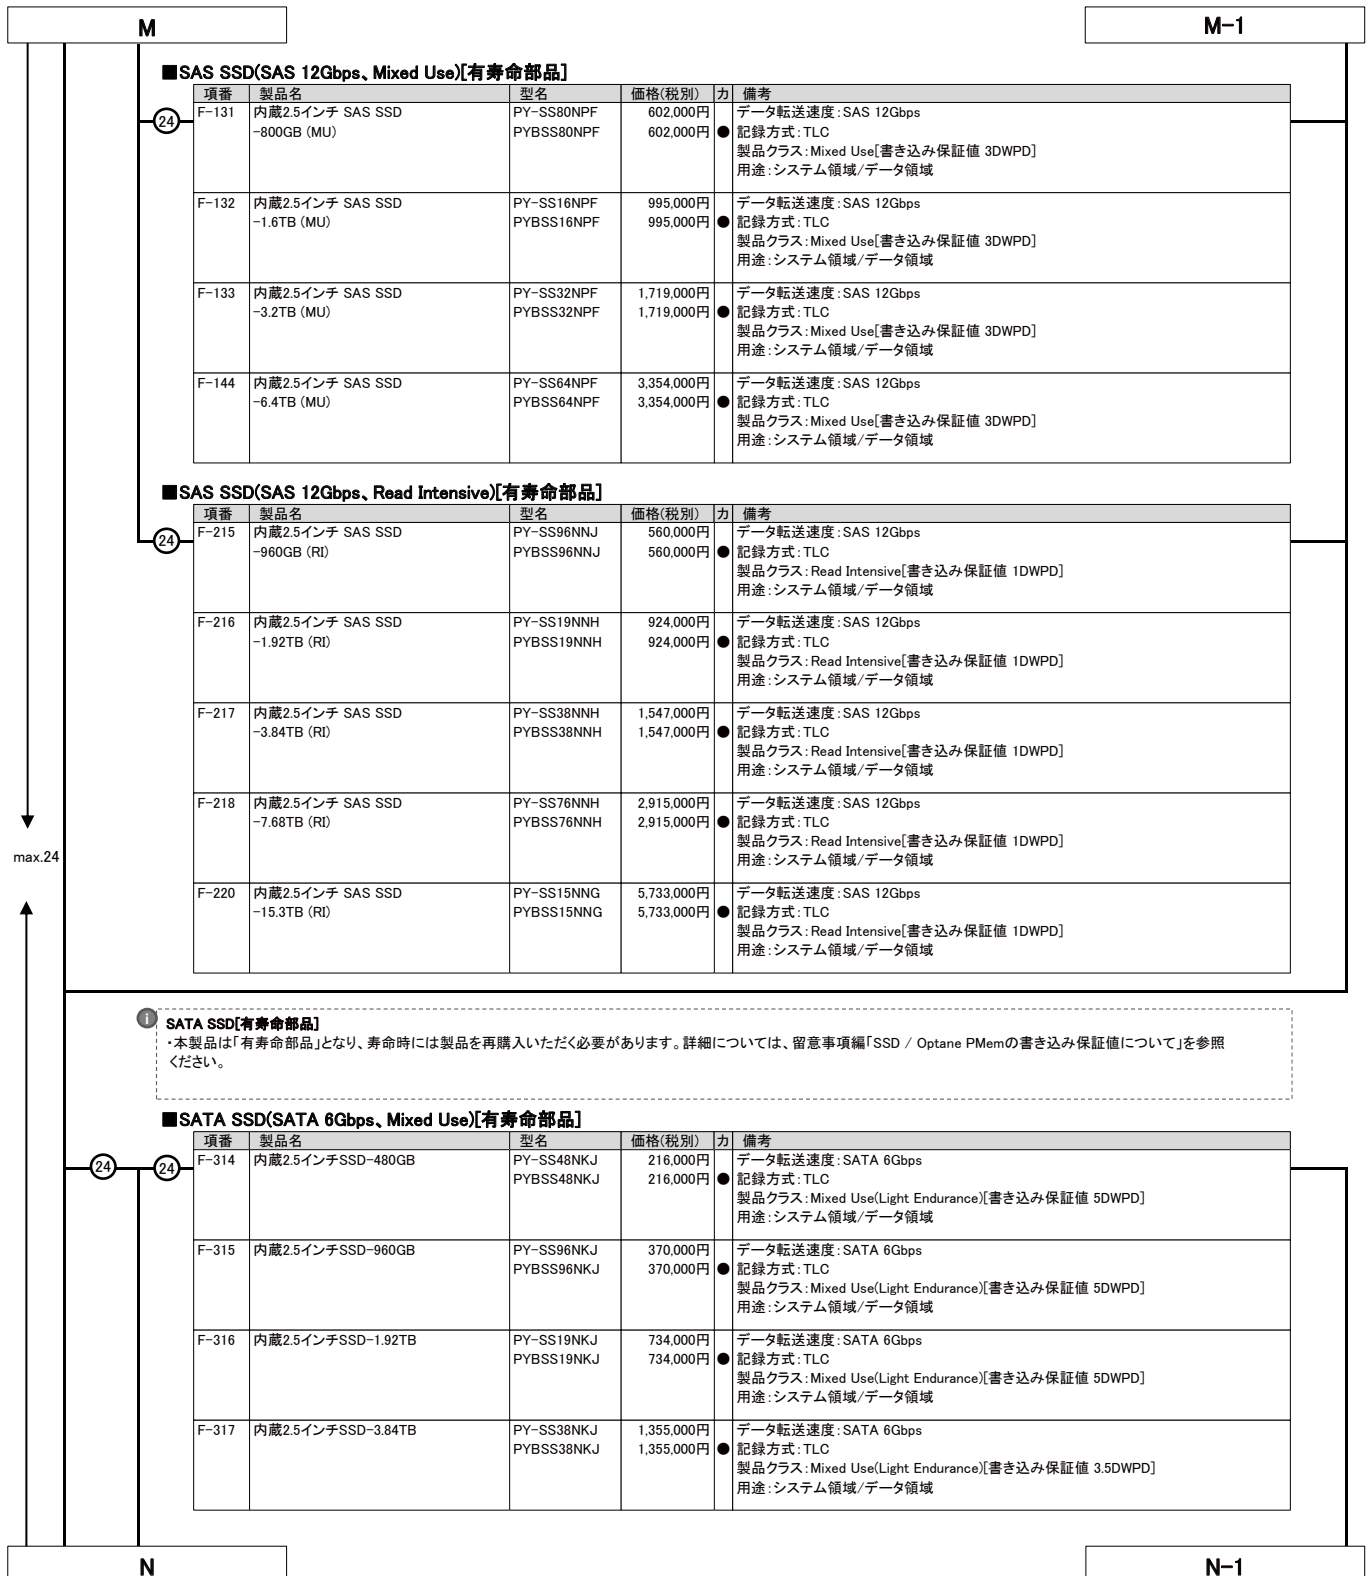 M
M-1
■SAS SSD(SAS 12Gbps、Mixed Use)[有寿命部品]
項番 製品名 型名 価格(税別) カ 備考
24
F-131 内蔵2.5インチ SAS SSD PY-SS80NPF 602,000円 データ転送速度:SAS 12Gbps
-800GB (MU) PYBSS80NPF 602,000円 ● 記録方式:TLC
製品クラス:Mixed Use[書き込み保証値 3DWPD]
用途:システム領域/データ領域
F-132 内蔵2.5インチ SAS SSD PY-SS16NPF 995,000円 データ転送速度:SAS 12Gbps
-1.6TB (MU) PYBSS16NPF 995,000円 ● 記録方式:TLC
製品クラス:Mixed Use[書き込み保証値 3DWPD]
用途:システム領域/データ領域
F-133 内蔵2.5インチ SAS SSD PY-SS32NPF 1,719,000円 データ転送速度:SAS 12Gbps
-3.2TB (MU) PYBSS32NPF 1,719,000円 ● 記録方式:TLC
製品クラス:Mixed Use[書き込み保証値 3DWPD]
用途:システム領域/データ領域
F-144 内蔵2.5インチ SAS SSD PY-SS64NPF 3,354,000円 データ転送速度:SAS 12Gbps
-6.4TB (MU) PYBSS64NPF 3,354,000円 ● 記録方式:TLC
製品クラス:Mixed Use[書き込み保証値 3DWPD]
用途:システム領域/データ領域
■SAS SSD(SAS 12Gbps、Read Intensive)[有寿命部品]
項番 製品名 型名 価格(税別) カ 備考
24
F-215 内蔵2.5インチ SAS SSD PY-SS96NNJ 560,000円 データ転送速度:SAS 12Gbps
-960GB (RI) PYBSS96NNJ 560,000円 ● 記録方式:TLC
製品クラス:Read Intensive[書き込み保証値 1DWPD]
用途:システム領域/データ領域
F-216 内蔵2.5インチ SAS SSD PY-SS19NNH 924,000円 データ転送速度:SAS 12Gbps
-1.92TB (RI) PYBSS19NNH 924,000円 ● 記録方式:TLC
製品クラス:Read Intensive[書き込み保証値 1DWPD]
用途:システム領域/データ領域
F-217 内蔵2.5インチ SAS SSD PY-SS38NNH 1,547,000円 データ転送速度:SAS 12Gbps
-3.84TB (RI) PYBSS38NNH 1,547,000円 ● 記録方式:TLC
製品クラス:Read Intensive[書き込み保証値 1DWPD]
用途:システム領域/データ領域
F-218 内蔵2.5インチ SAS SSD PY-SS76NNH 2,915,000円 データ転送速度:SAS 12Gbps
-7.68TB (RI) PYBSS76NNH 2,915,000円 ● 記録方式:TLC
製品クラス:Read Intensive[書き込み保証値 1DWPD]
用途:システム領域/データ領域
max.24
F-220 内蔵2.5インチ SAS SSD PY-SS15NNG 5,733,000円 データ転送速度:SAS 12Gbps
-15.3TB (RI) PYBSS15NNG 5,733,000円 ● 記録方式:TLC
製品クラス:Read Intensive[書き込み保証値 1DWPD]
用途:システム領域/データ領域
i
SATA SSD[有寿命部品]
・本製品は「有寿命部品」となり、寿命時には製品を再購入いただく必要があります。詳細については、留意事項編「SSD / Optane PMemの書き込み保証値について」を参照
ください。
■SATA SSD(SATA 6Gbps、Mixed Use)[有寿命部品]
項番 製品名 型名 価格(税別) カ 備考
24 24
F-314 内蔵2.5インチSSD-480GB PY-SS48NKJ 216,000円 データ転送速度:SATA 6Gbps
PYBSS48NKJ 216,000円 ● 記録方式:TLC
製品クラス:Mixed Use(Light Endurance)[書き込み保証値 5DWPD]
用途:システム領域/データ領域
F-315 内蔵2.5インチSSD-960GB PY-SS96NKJ 370,000円 データ転送速度:SATA 6Gbps
PYBSS96NKJ 370,000円 ● 記録方式:TLC
製品クラス:Mixed Use(Light Endurance)[書き込み保証値 5DWPD]
用途:システム領域/データ領域
F-316 内蔵2.5インチSSD-1.92TB PY-SS19NKJ 734,000円 データ転送速度:SATA 6Gbps
PYBSS19NKJ 734,000円 ● 記録方式:TLC
製品クラス:Mixed Use(Light Endurance)[書き込み保証値 5DWPD]
用途:システム領域/データ領域
F-317 内蔵2.5インチSSD-3.84TB PY-SS38NKJ 1,355,000円 データ転送速度:SATA 6Gbps
PYBSS38NKJ 1,355,000円 ● 記録方式:TLC
製品クラス:Mixed Use(Light Endurance)[書き込み保証値 3.5DWPD]
用途:システム領域/データ領域
N
N-1